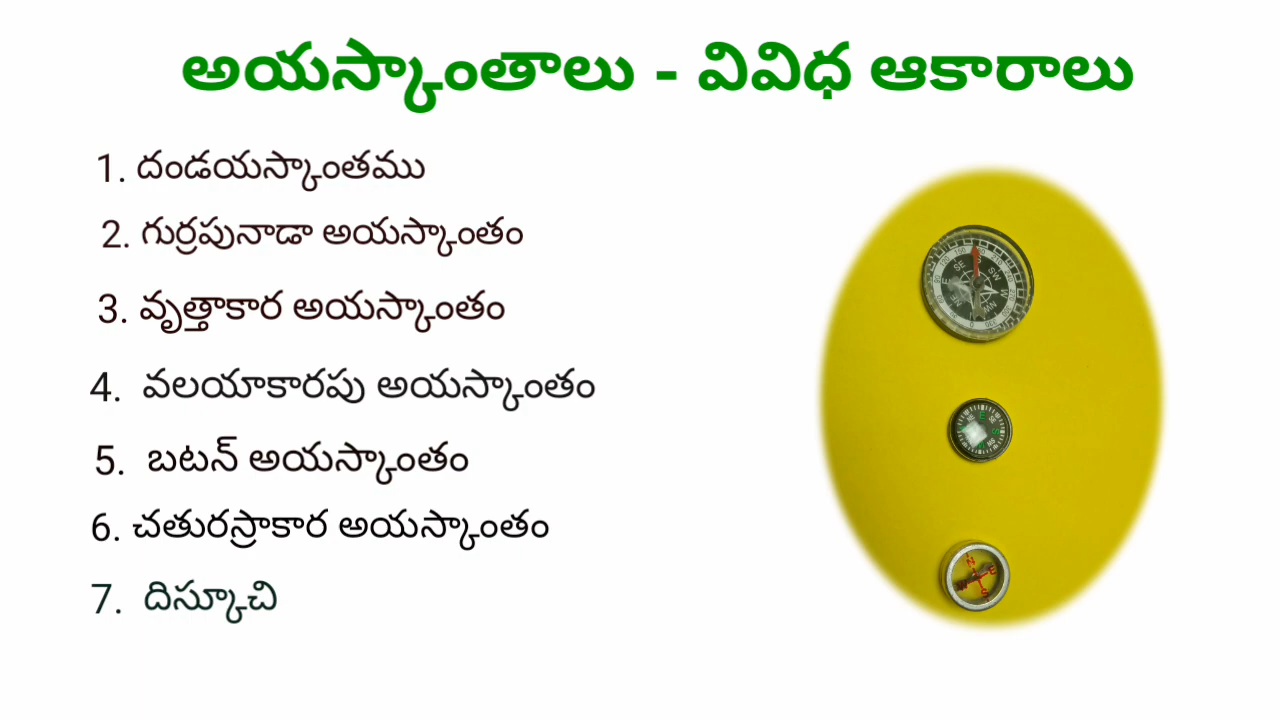 అయస్కాంతాలు - వివిధ ఆకారాలు
1. దండయస్కాంతము
2. గుర్రపునాడా అయస్కాంతం
3. వృత్తాకార అయస్కాంతం
4. వలయాకారపు అయస్కాంతం
5. బటన్ అయస్కాంతం
6. చతురస్రాకార అయస్కాంతం
7. దిస్కూచి